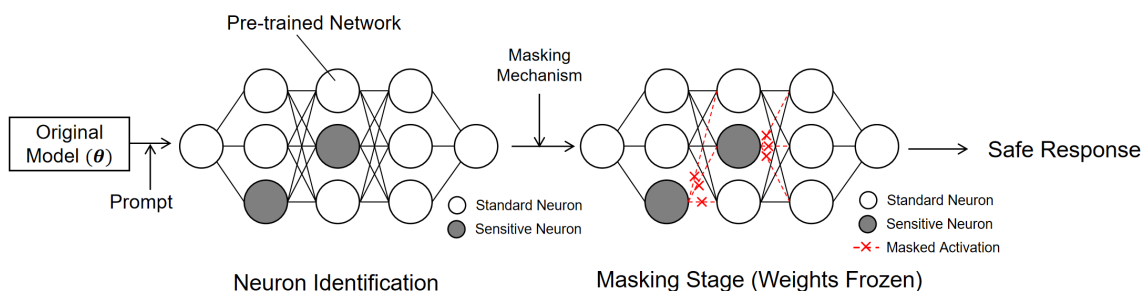 Pre-trained Network
Masking
Mechanism
Original
Model (θ)
Prompt
Standard Neuron
Sensitive Neuron
Standard Neuron
Sensitive Neuron
Masked Activation
Safe Response
Neuron Identification
Masking Stage (Weights Frozen)